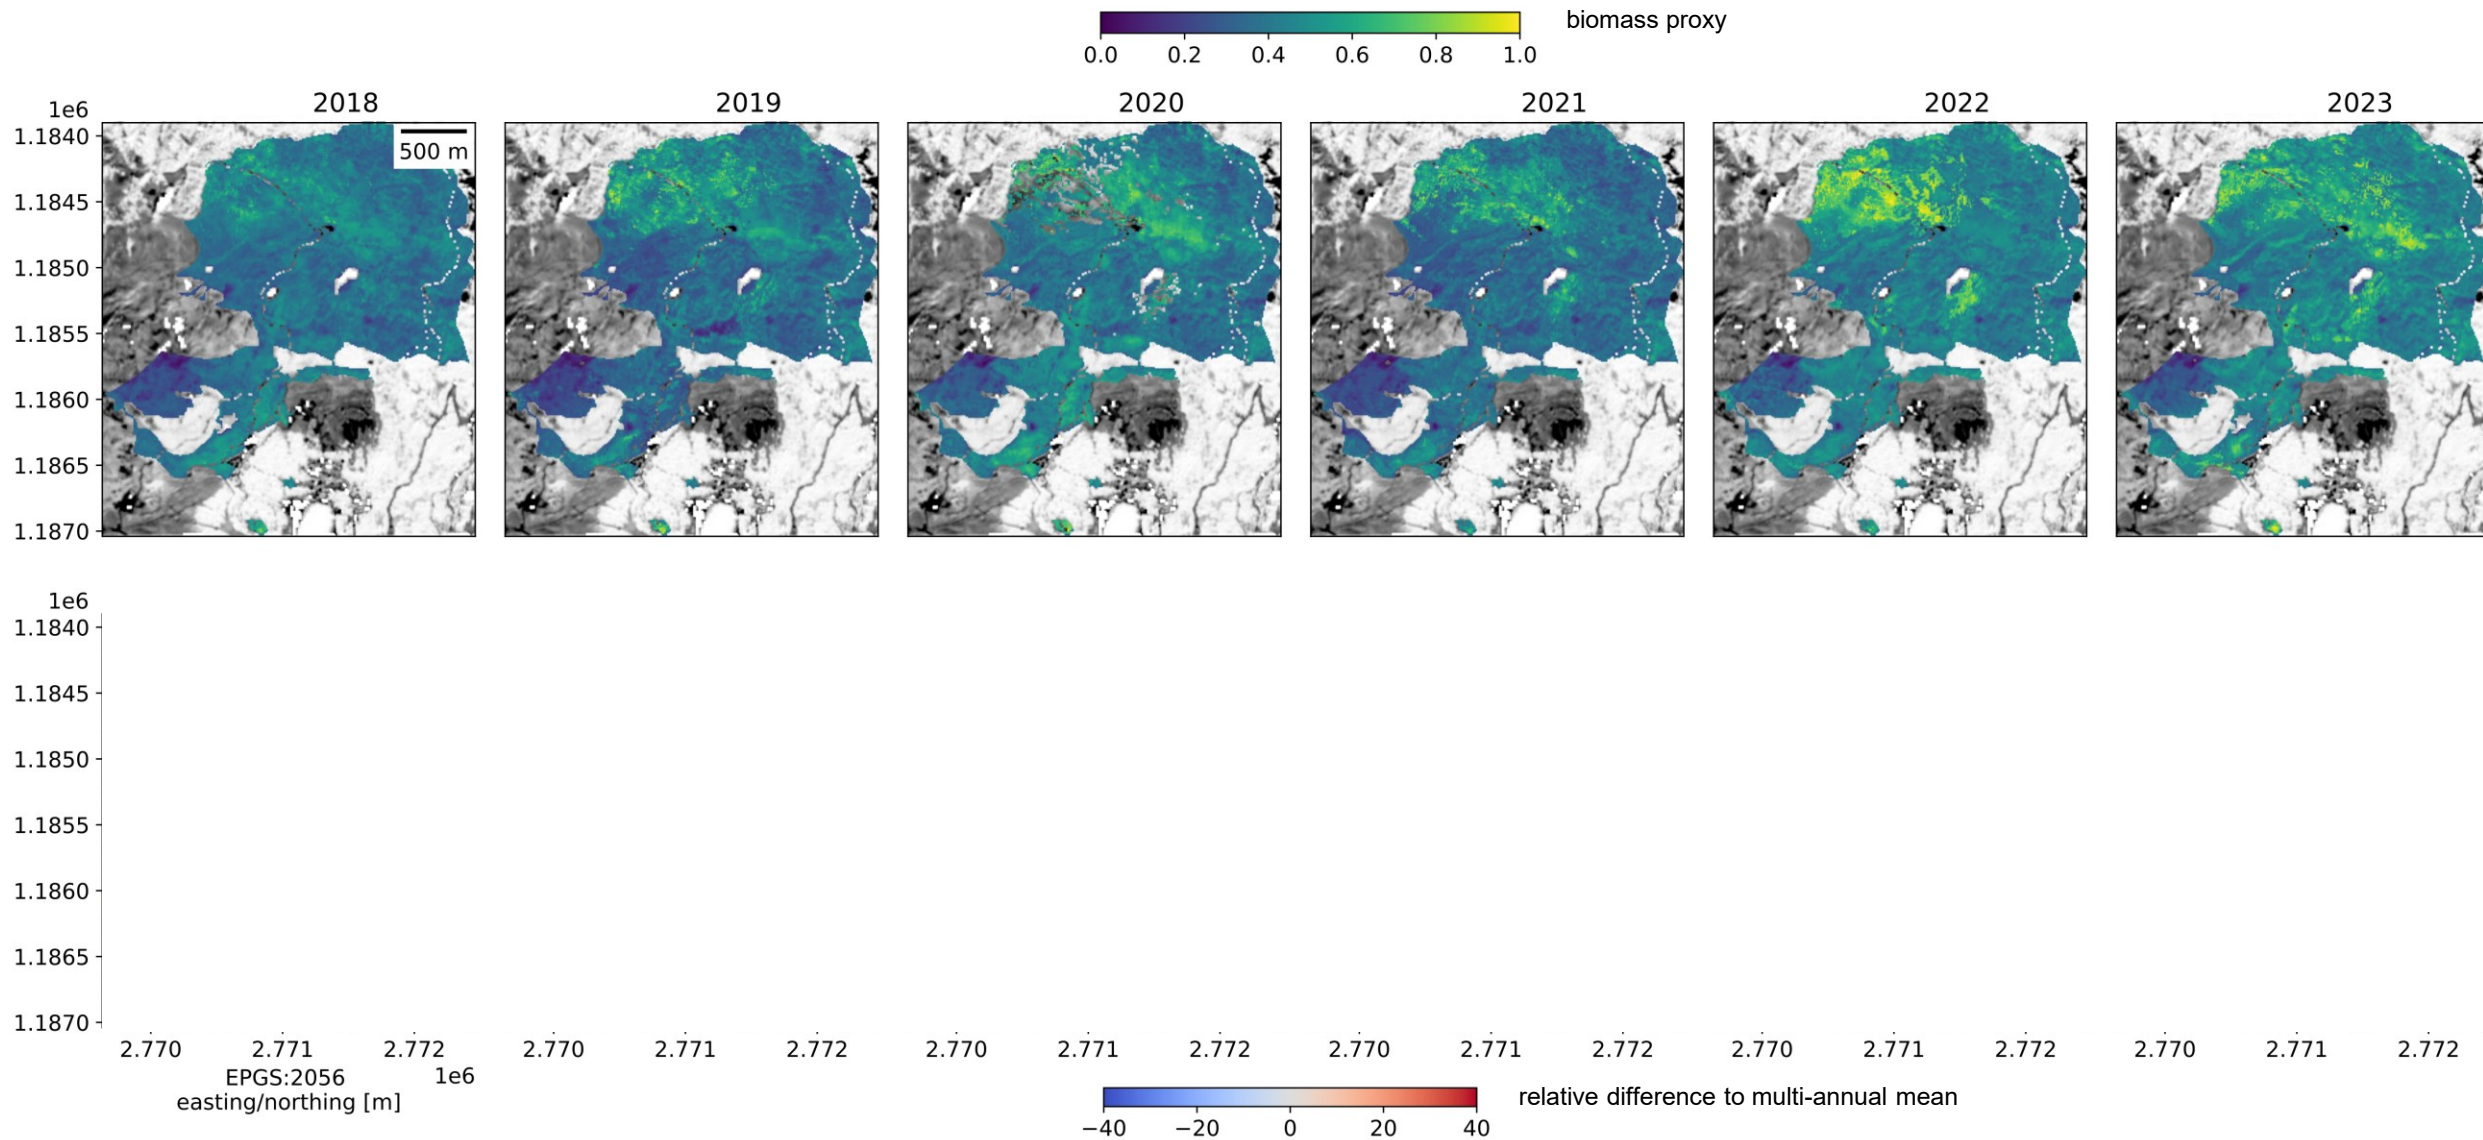 biomass proxy
0.0 0.2 0.4 0.6 0.8 1.0
2018 2019 2020 2021 2022 2023
1e6
500 m
1.1840
1.1845
1.1850
1.1855
1.1860
1.1865
1.1870
1e6
1.1840
1.1845
1.1850
1.1855
1.1860
1.1865
1.1870
2.770 2.771 2.772 2.770 2.771 2.772 2.770 2.771 2.772 2.770 2.771 2.772 2.770 2.771 2.772 2.770 2.771 2.772
EPGS:2056 1e6
easting/northing [m]
relative difference to multi-annual mean
−40 −20 0 20 40